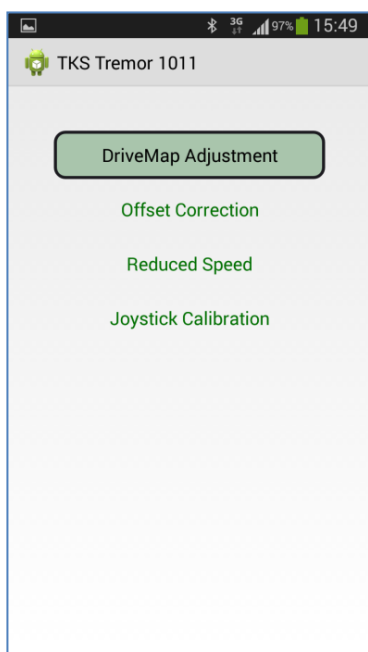 3G 97% 15:49
TKS Tremor 1011
DriveMap Adjustment
Offset Correction
Reduced Speed
Joystick Calibration